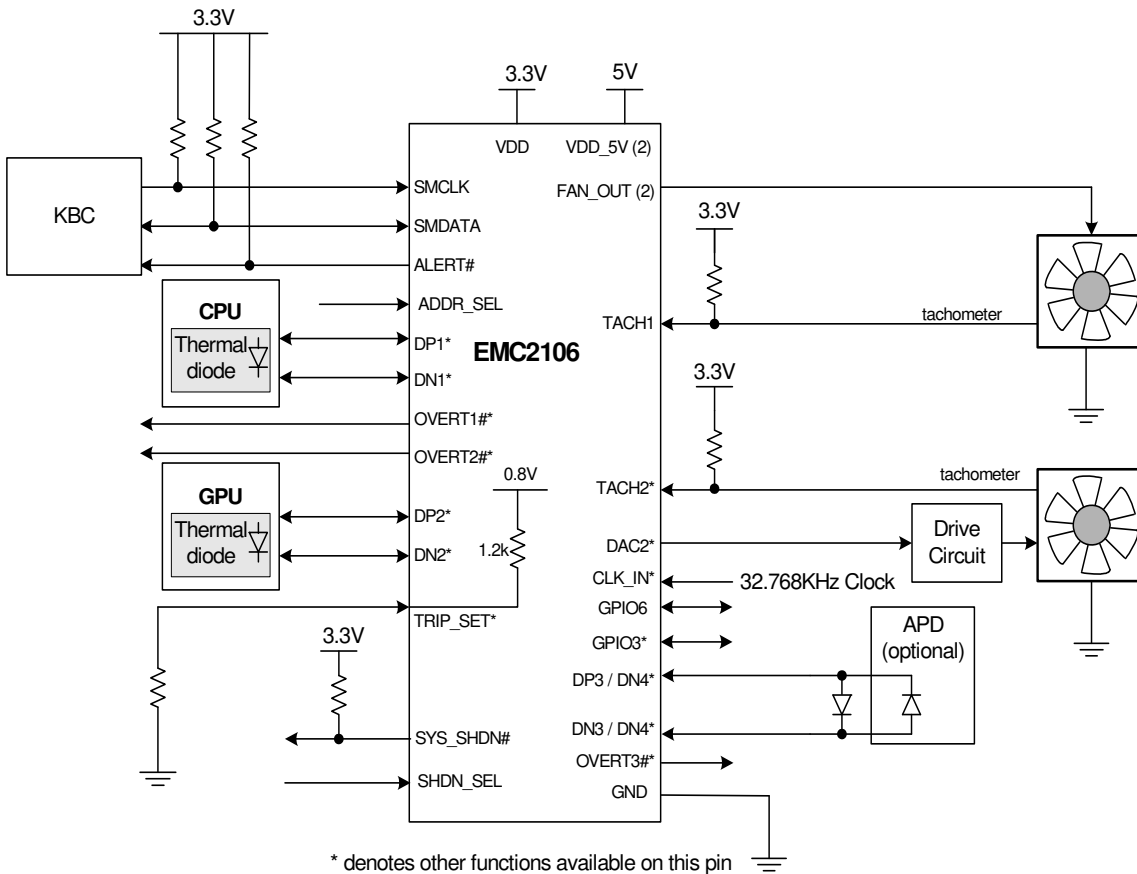 3.3V
3.3V
5V
VDD
VDD_5V (2)
KBC
SMCLK
FAN_OUT (2)
SMDATA
3.3V
ALERT#
ADDR_SEL
CPU
Thermal
diode
DP1*
DN1*
EMC2106
TACH1
tachometer
OVERT1#*
OVERT2#*
3.3V
GPU
Thermal
diode
DP2*
DN2*
0.8V
1.2k
TACH2*
tachometer
DAC2*
Drive
Circuit
CLK_IN*
32.768KHz Clock
TRIP_SET*
GPIO6
GPIO3*
APD
(optional)
3.3V
DP3 / DN4*
DN3 / DN4*
SYS_SHDN#
OVERT3#*
SHDN_SEL
GND
* denotes other functions available on this pin